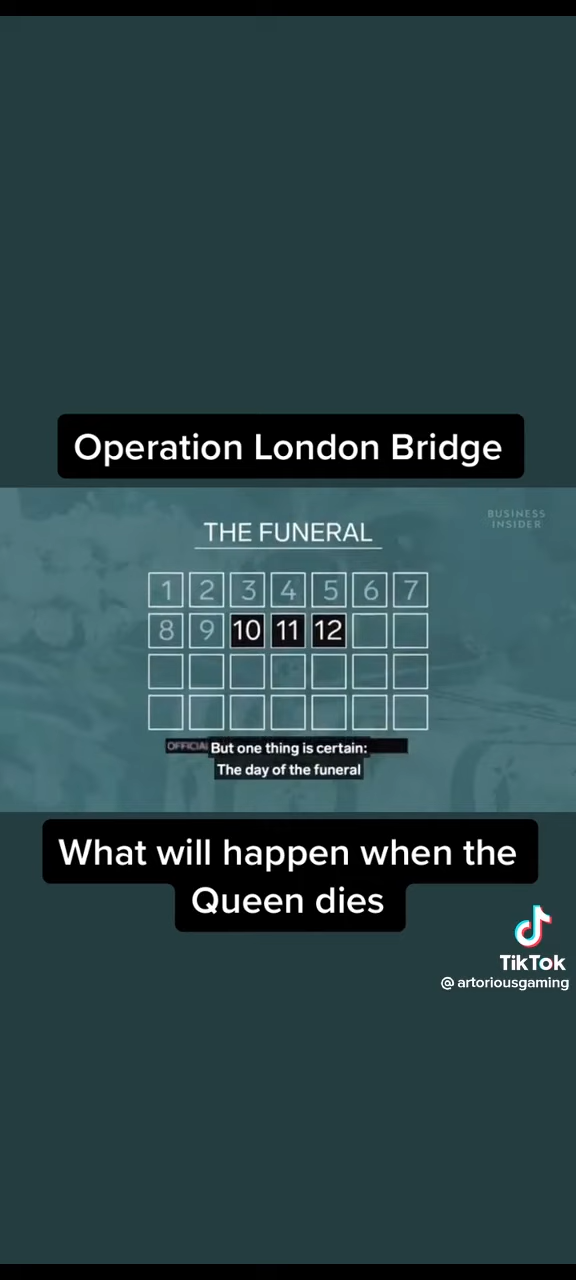 Operation London Bridge
BUSINESS
INSIDER
THE FUNERAL
1 2 3 4 5 6 7
8 9 10 11 12
OFFICIAL
But one thing is certain:
The day of the funeral
What will happen when the
Queen dies
TikTok
@artoriousgaming